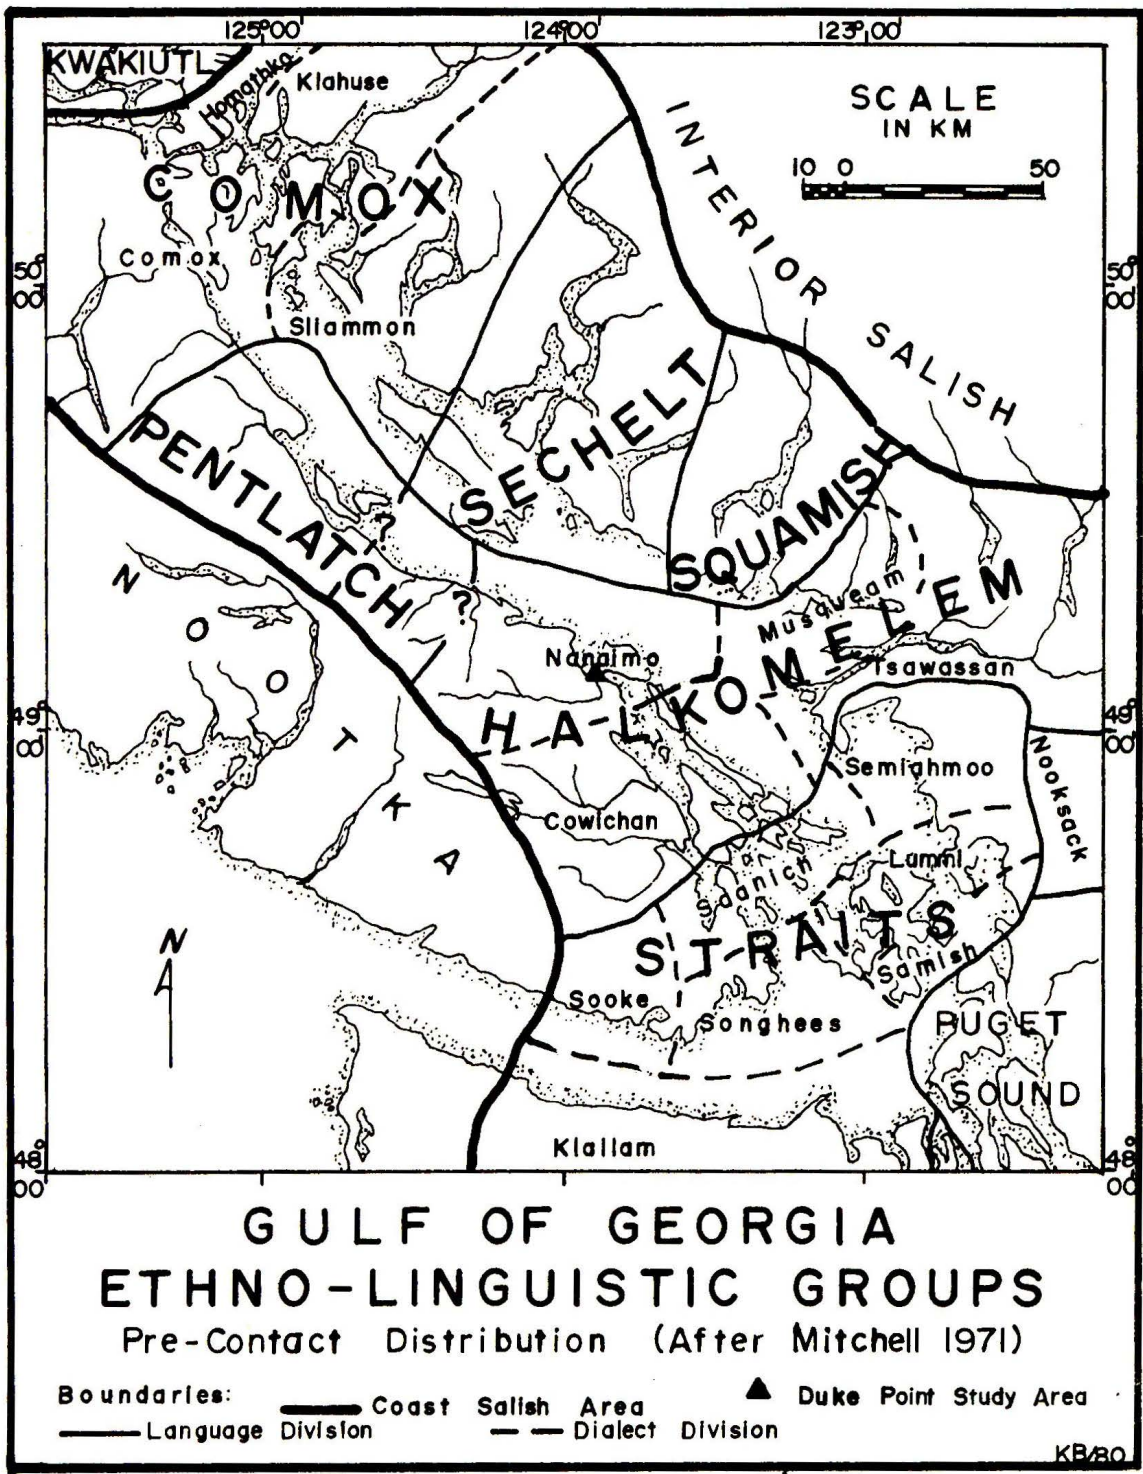 125°00' 124°00' 123°00'
KWAKIUTL
Homathko
Klahuse
SCALE
IN KM
10 0 50
COMOX
INTERIOR SALISH
Comox
50°
00'
50°
00'
Sliammon
SECHELT
PENTLATCH
?
SQUAMISH
NOOTKA
?
Musqueam
HALKOMELEM
Nanaimo
Tsawassan
49°
00'
49°
00'
Semiahmoo
Nooksack
Cowichan
Lummi
Saanich
STRAITS
Samish
N
Sooke
Songhees
PUGET
SOUND
Klallam
48°
00'
48°
00'
GULF OF GEORGIA
ETHNO-LINGUISTIC GROUPS
Pre-Contact Distribution (After Mitchell 1971)
Boundaries:
Coast Salish Area
Duke Point Study Area
Language Division
Dialect Division
KB/80